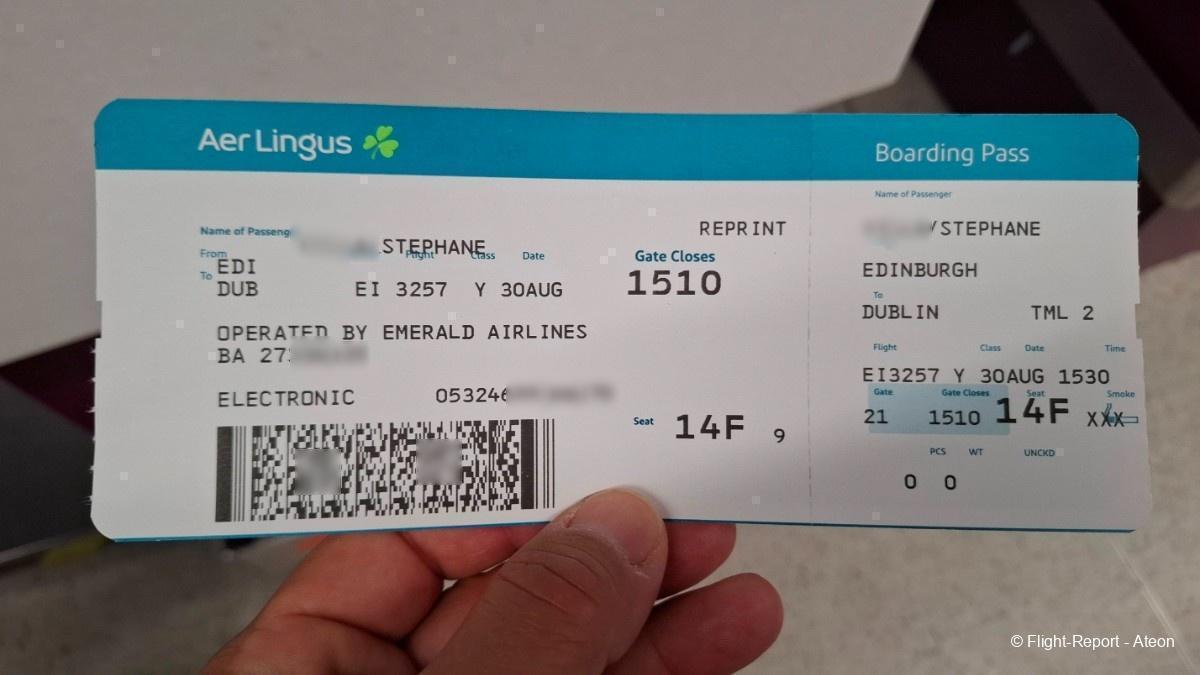 Aer Lingus
Boarding Pass
Name of Passenger
REPRINT
STEPHANE
From
Flight Class Date
EDI
To
DUB
EI 3257 Y 30AUG
Gate Closes
1510
OPERATED BY EMERALD AIRLINES
BA 27
ELECTRONIC 053246
Seat 14F 9
Name of Passenger
/STEPHANE
EDINBURGH
To
DUBLIN TML 2
Flight Class Date Time
EI3257 Y 30AUG 1530
Gate Gate Closes Seat Smoke
21 1510 14F XXX
PCS WT UNCKD
0 0
© Flight-Report - Ateon